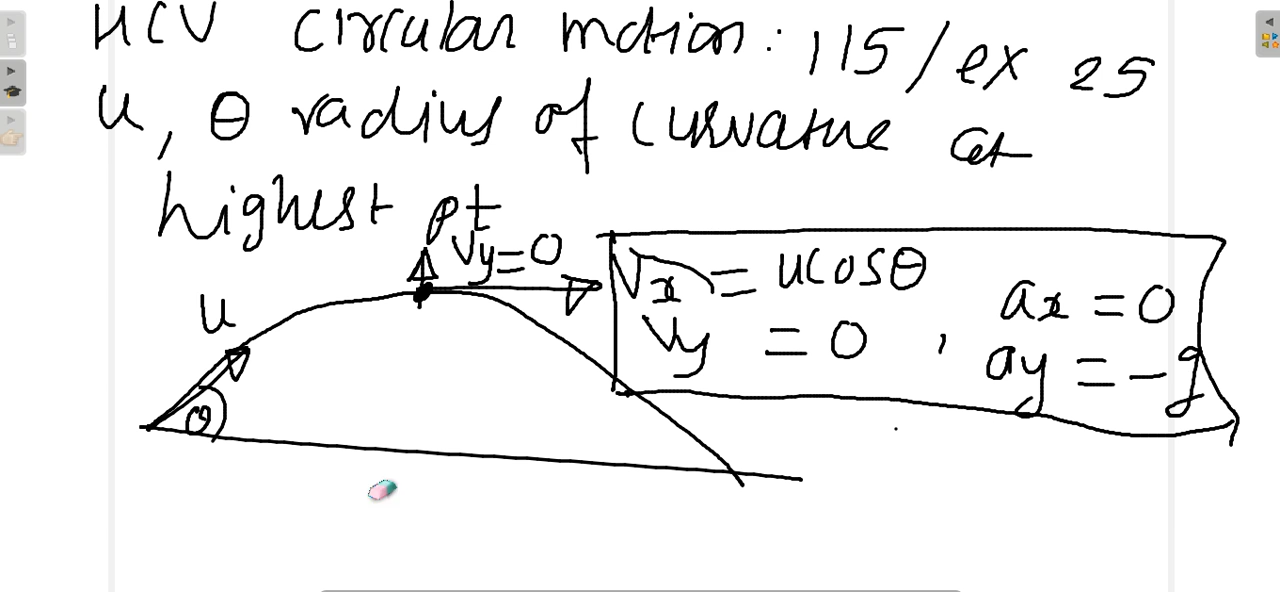 HCV circular motion: 115/ex 25
u, θ radius of curvature at
highest pt
Vy=0
u
θ
Vx = ucosθ
Vy = 0 , ax = 0
ay = -g